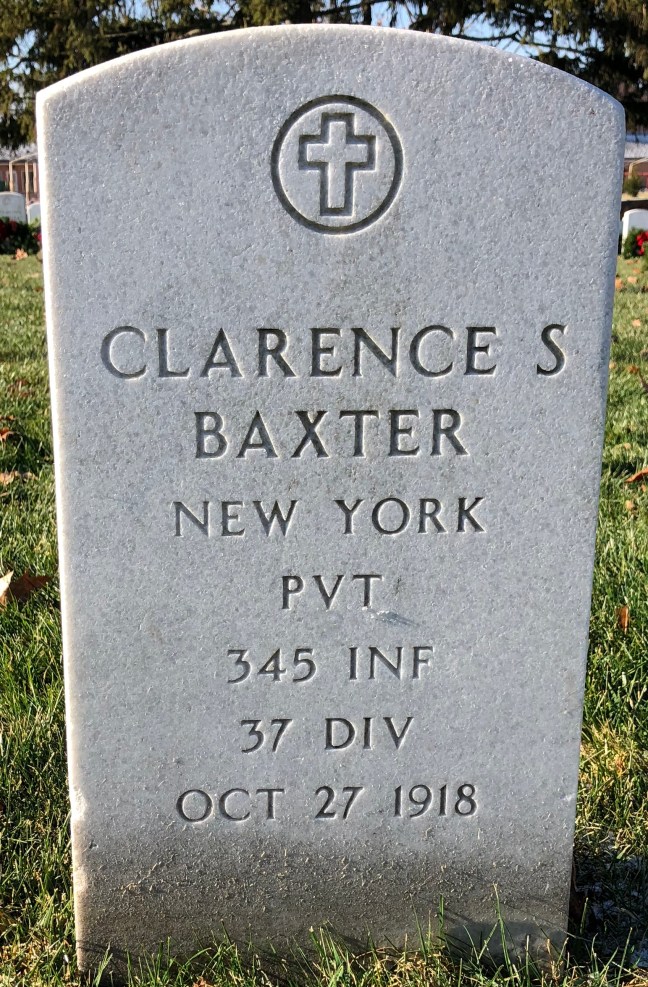 CLARENCE S
BAXTER
NEW YORK
PVT
345 INF
37 DIV
OCT 27 1918